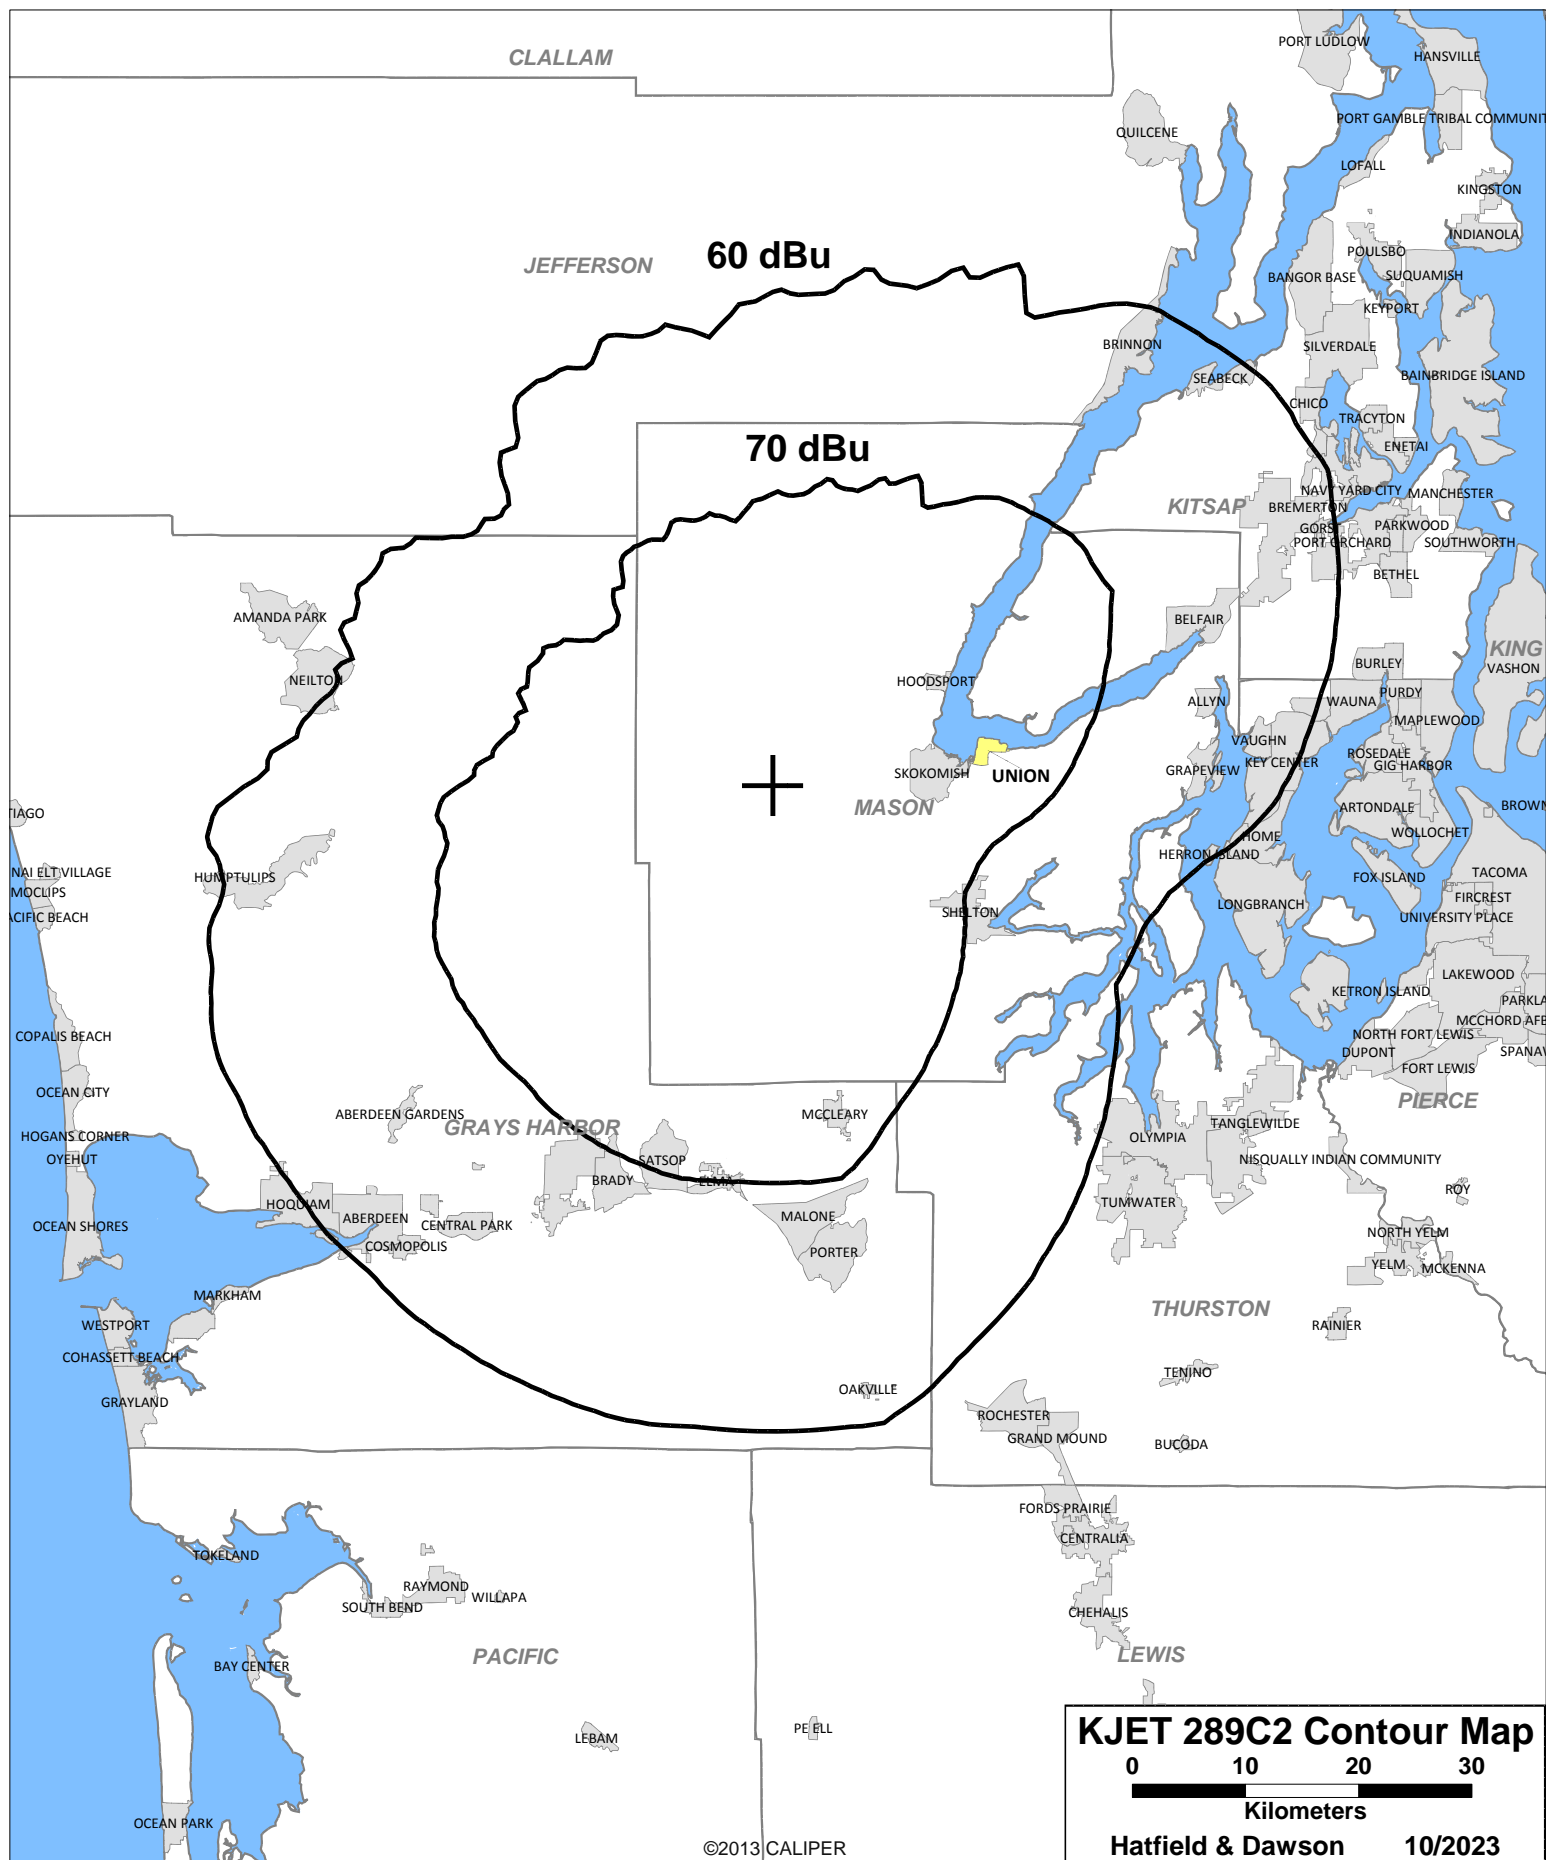 CLALLAM
PORT LUDLOW
HANSVILLE
QUILCENE
LOFALL
KINGSTON
INDIANOLA
JEFFERSON
60 dBu
POULSBO
BANGOR BASE
SUQUAMISH
KEYPORT
BRINNON
SILVERDALE
SEABECK
BAINBRIDGE ISLAND
CHICO
TRACYTON
ENETAI
70 dBu
NAVY YARD CITY
MANCHESTER
KITSAP
BREMERTON
GORST
PARKWOOD
PORT ORCHARD
SOUTHWORTH
BETHEL
AMANDA PARK
BELFAIR
KING
BURLEY
VASHON
NEILTON
HOODSPORT
ALLYN
WAUNA
PURDY
MAPLEWOOD
VAUGHN
ROSEDALE
KEY CENTER
GIG HARBOR
GRAPEVIEW
SKOKOMISH
UNION
MASON
ARTONDALE
WOLLOCHET
HOME
HERRON ISLAND
HUMPTULIPS
FOX ISLAND
TACOMA
FIRCREST
MOCLIPS
LONGBRANCH
UNIVERSITY PLACE
SHELTON
LAKEWOOD
KETRON ISLAND
NORTH FORT LEWIS
COPALIS BEACH
DUPONT
FORT LEWIS
OCEAN CITY
PIERCE
ABERDEEN GARDENS
MCCLEARY
GRAYS HARBOR
TANGLEWILDE
HOGANS CORNER
OLYMPIA
OYEHUT
SATSOP
NISQUALLY INDIAN COMMUNITY
BRADY
ELMA
ROY
HOQUIAM
TUMWATER
ABERDEEN
MALONE
CENTRAL PARK
OCEAN SHORES
NORTH YELM
COSMOPOLIS
PORTER
YELM
MCKENNA
MARKHAM
THURSTON
WESTPORT
RAINIER
COHASSETT BEACH
TENINO
OAKVILLE
GRAYLAND
ROCHESTER
GRAND MOUND
BUCODA
FORDS PRAIRIE
CENTRALIA
TOKELAND
RAYMOND
WILLAPA
SOUTH BEND
CHEHALIS
PACIFIC
LEWIS
BAY CENTER
PE ELL
LEBAM
OCEAN PARK
KJET 289C2 Contour Map
0 10 20 30
Kilometers
Hatfield & Dawson 10/2023
©2013 CALIPER